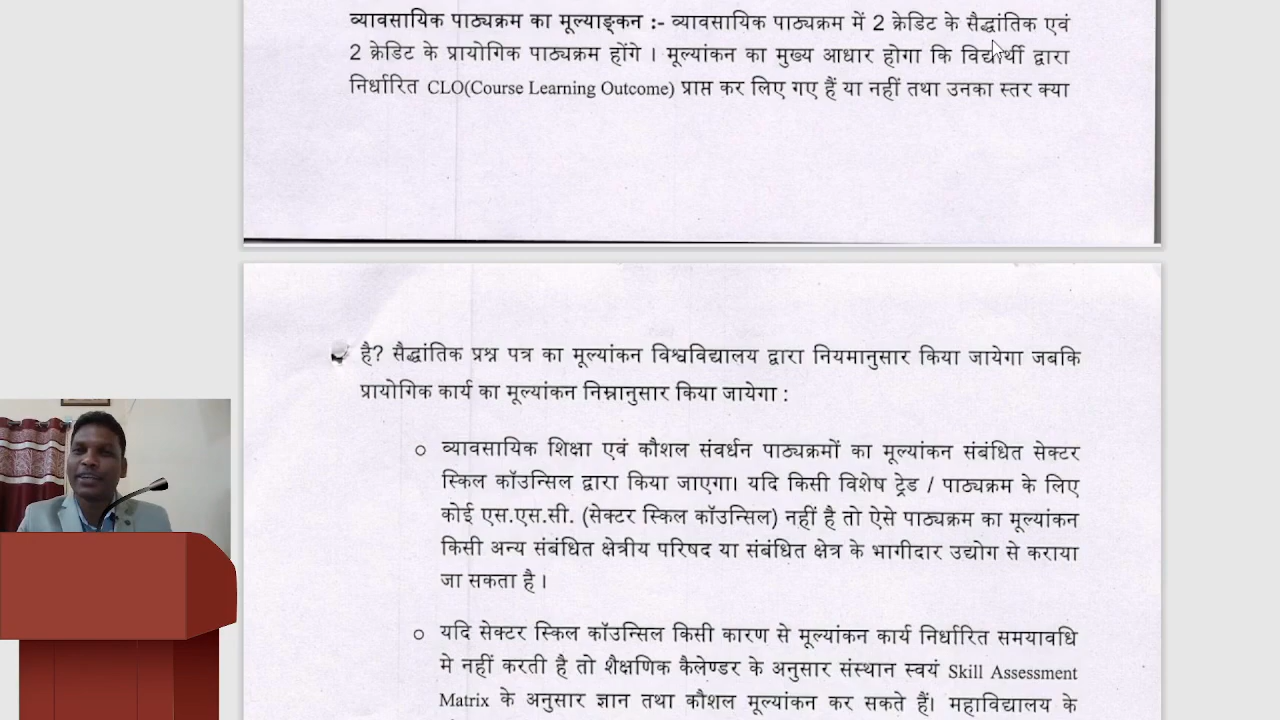 व्यावसायिक पाठ्यक्रम का मूल्याङ्कन :- व्यावसायिक पाठ्यक्रम में 2 क्रेडिट के सैद्धांतिक एवं
2 क्रेडिट के प्रायोगिक पाठ्यक्रम होंगे । मूल्यांकन का मुख्य आधार होगा कि विद्यार्थी द्वारा
निर्धारित CLO(Course Learning Outcome) प्राप्त कर लिए गए हैं या नहीं तथा उनका स्तर क्या
है? सैद्धांतिक प्रश्न पत्र का मूल्यांकन विश्वविद्यालय द्वारा नियमानुसार किया जायेगा जबकि
प्रायोगिक कार्य का मूल्यांकन निम्नानुसार किया जायेगा :
○ व्यावसायिक शिक्षा एवं कौशल संवर्धन पाठ्यक्रमों का मूल्यांकन संबंधित सेक्टर
स्किल कॉउन्सिल द्वारा किया जाएगा। यदि किसी विशेष ट्रेड / पाठ्यक्रम के लिए
कोई एस.एस.सी. (सेक्टर स्किल कॉउन्सिल) नहीं है तो ऐसे पाठ्यक्रम का मूल्यांकन
किसी अन्य संबंधित क्षेत्रीय परिषद या संबंधित क्षेत्र के भागीदार उद्योग से कराया
जा सकता है ।
○ यदि सेक्टर स्किल कॉउन्सिल किसी कारण से मूल्यांकन कार्य निर्धारित समयावधि
मे नहीं करती है तो शैक्षणिक कैलेण्डर के अनुसार संस्थान स्वयं Skill Assessment
Matrix के अनुसार ज्ञान तथा कौशल मूल्यांकन कर सकते हैं। महाविद्यालय के